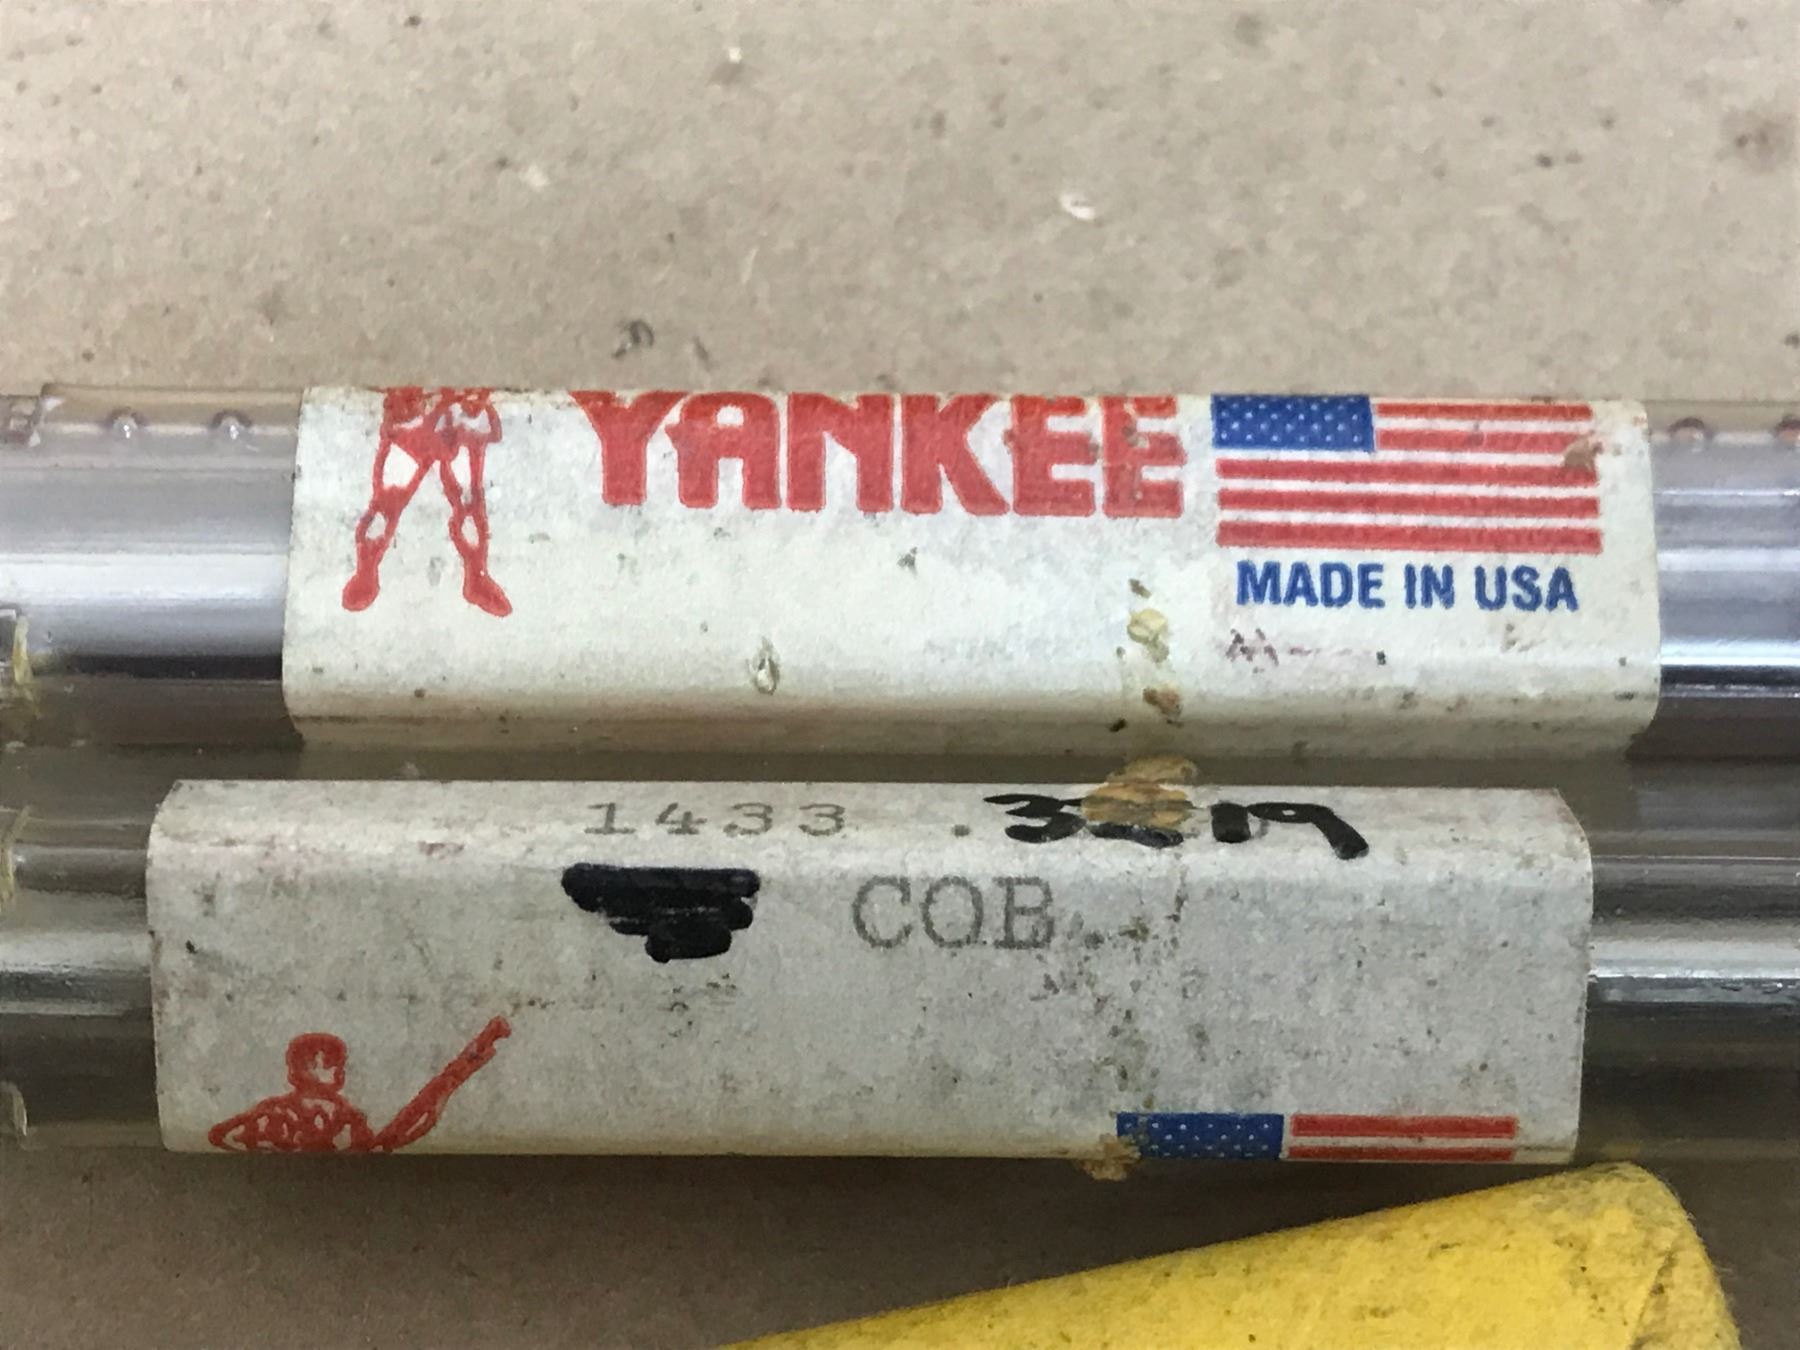 YANKEE
MADE IN USA
1433
COB